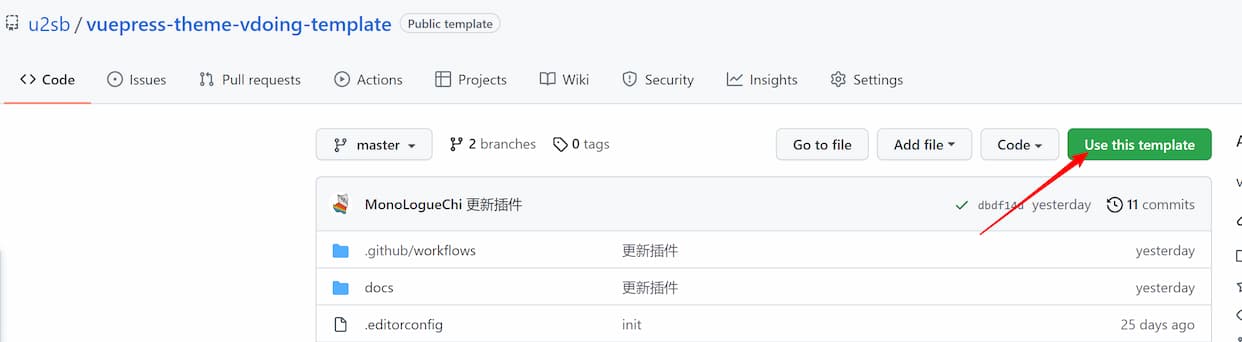 u2sb / vuepress-theme-vdoing-template Public template
Code Issues Pull requests Actions Projects Wiki Security Insights Settings
master 2 branches 0 tags Go to file Add file Code Use this template
MonoLogueChi 更新插件 dbdf14d yesterday 11 commits
.github/workflows 更新插件 yesterday
docs 更新插件 yesterday
.editorconfig init 25 days ago